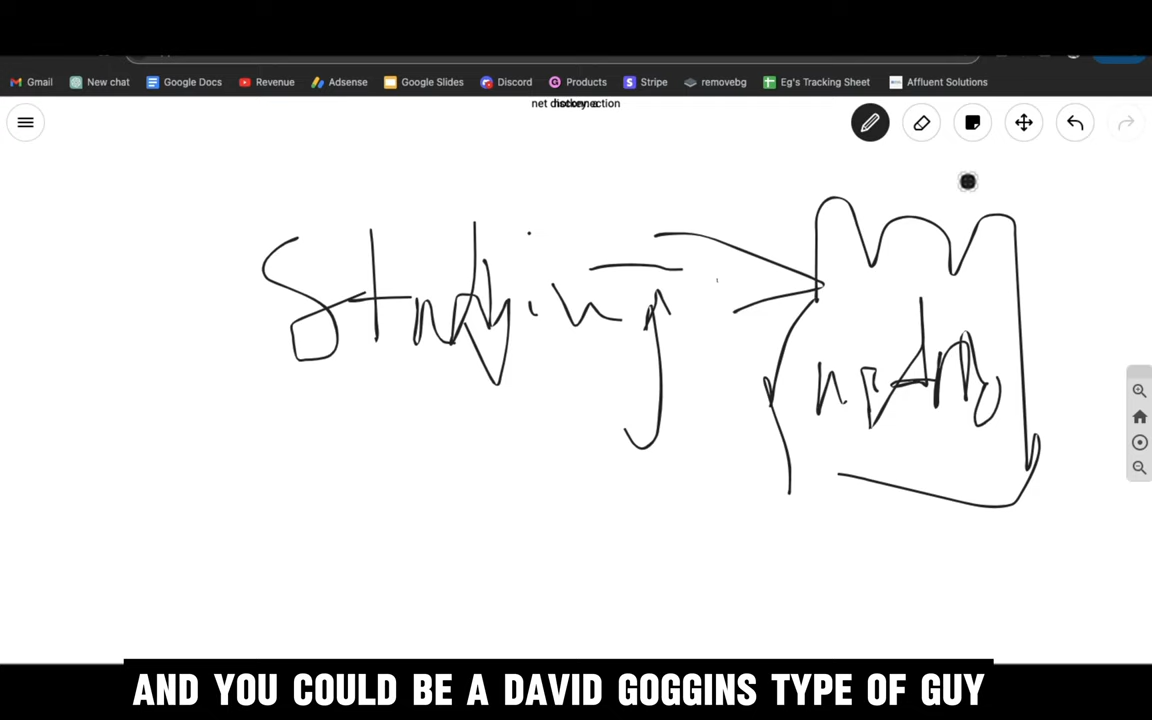 Gmail New chat Google Docs Revenue Adsense Google Slides Discord Products Stripe removebg Eg's Tracking Sheet Affluent Solutions
Studying
AND YOU COULD BE A DAVID GOGGINS TYPE OF GUY